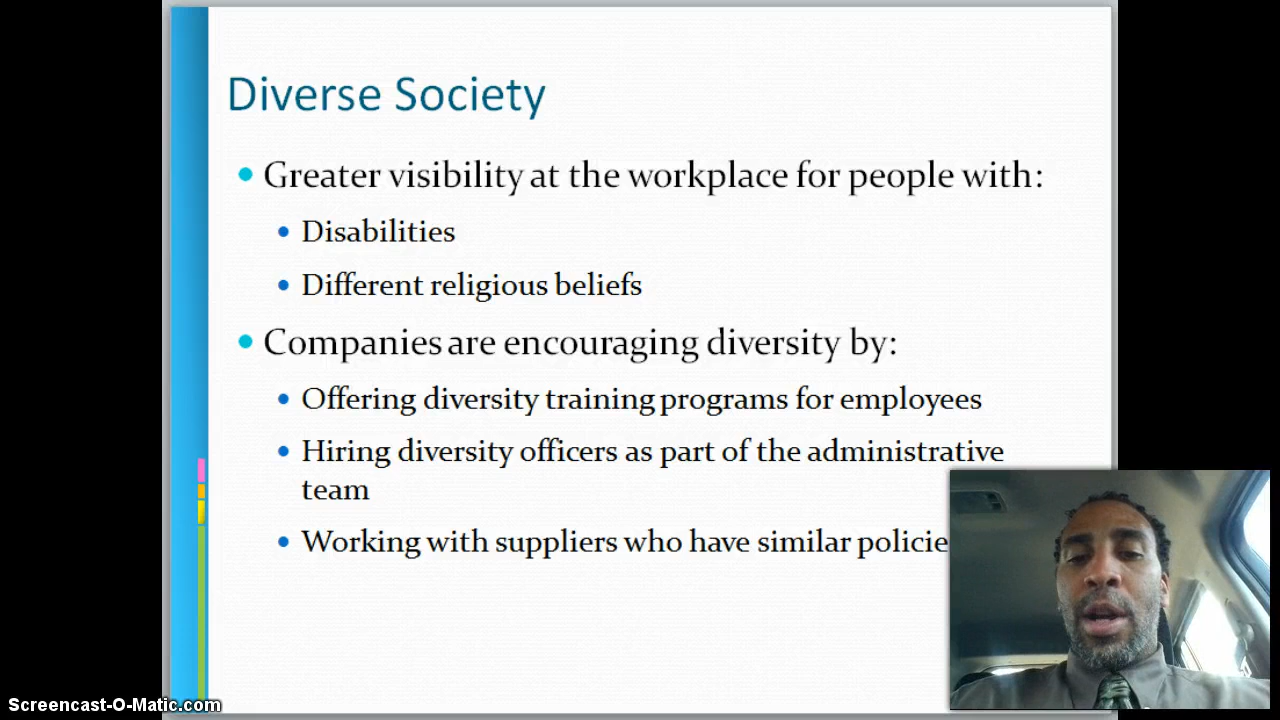 Diverse Society
Greater visibility at the workplace for people with:
Disabilities
Different religious beliefs
Companies are encouraging diversity by:
Offering diversity training programs for employees
Hiring diversity officers as part of the administrative
team
Working with suppliers who have similar policie
Screencast-O-Matic.com